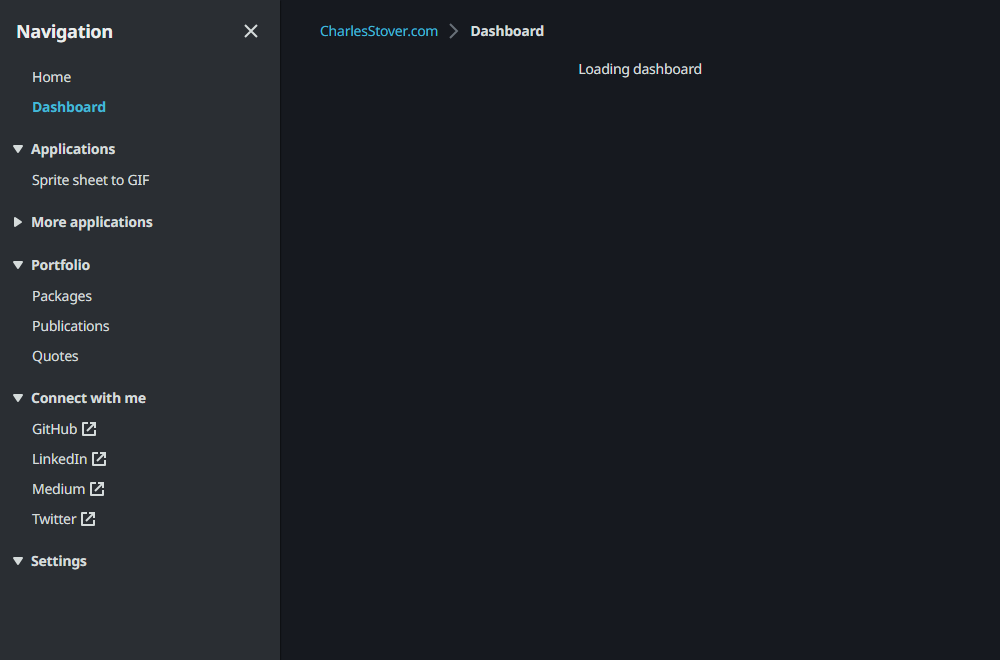 Navigation
Home
Dashboard
Applications
Sprite sheet to GIF
More applications
Portfolio
Packages
Publications
Quotes
Connect with me
GitHub
LinkedIn
Medium
Twitter
Settings
CharlesStover.com Dashboard
Loading dashboard